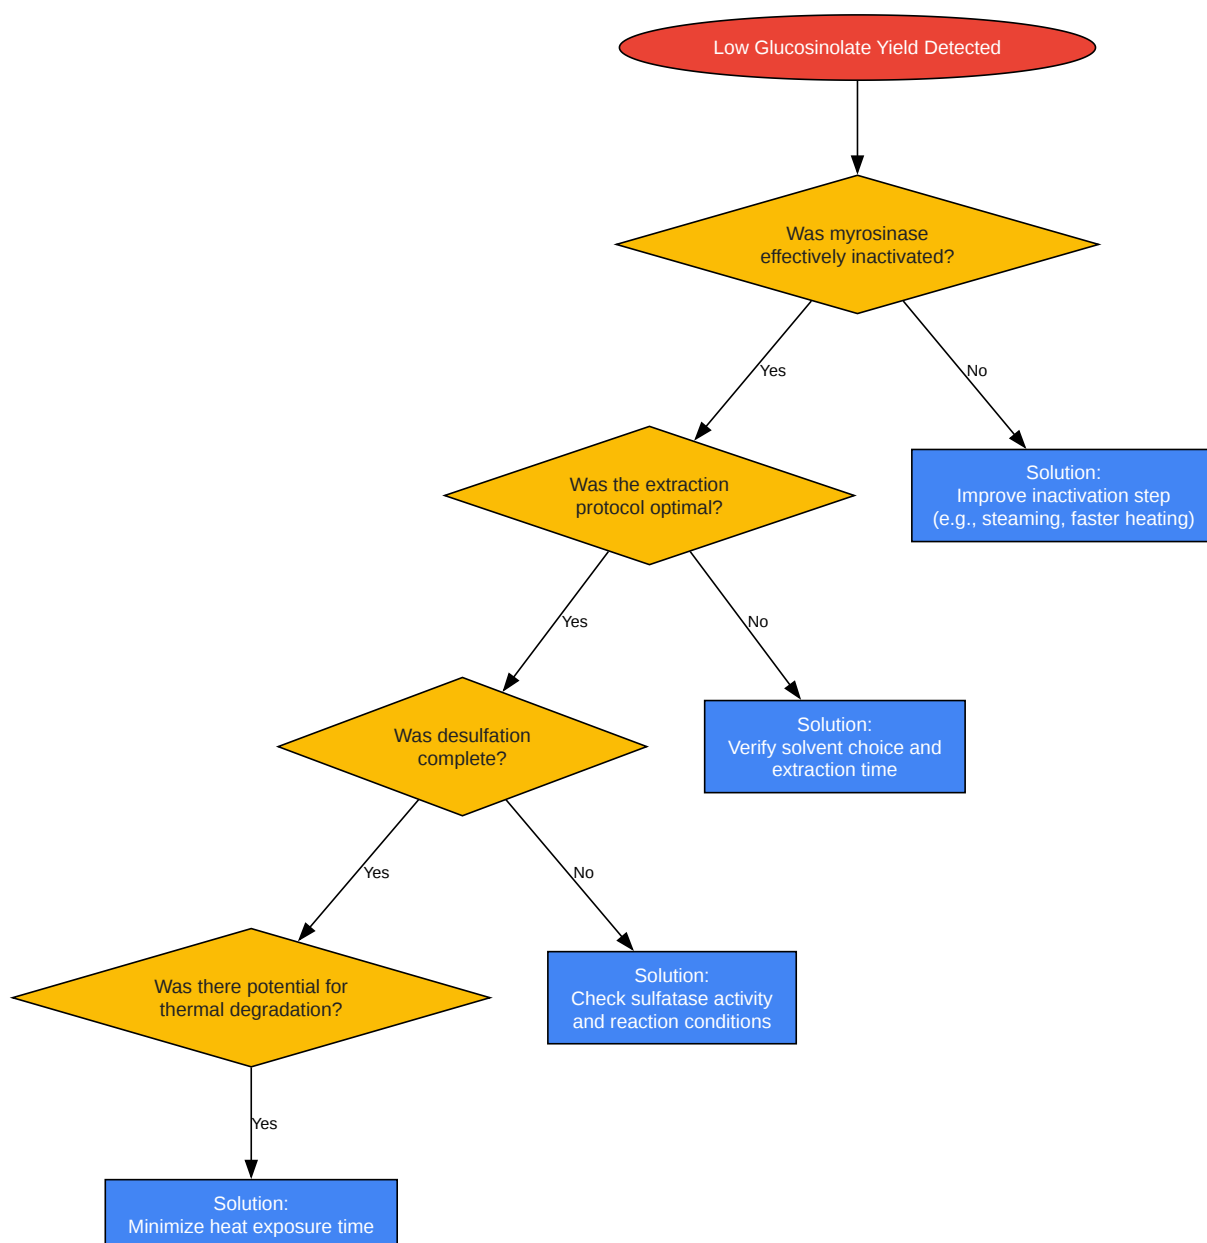 Low Glucosinolate Yield Detected
Was myrosinase
effectively inactivated?
Yes
No
Was the extraction
protocol optimal?
Solution:
Improve inactivation step
(e.g., steaming, faster heating)
Yes
No
Was desulfation
complete?
Solution:
Verify solvent choice and
extraction time
Yes
No
Was there potential for
thermal degradation?
Solution:
Check sulfatase activity
and reaction conditions
Yes
Solution:
Minimize heat exposure time